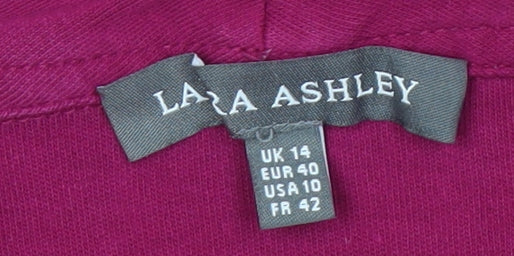 LAURA ASHLEY
UK 14
EUR 40
USA 10
FR 42